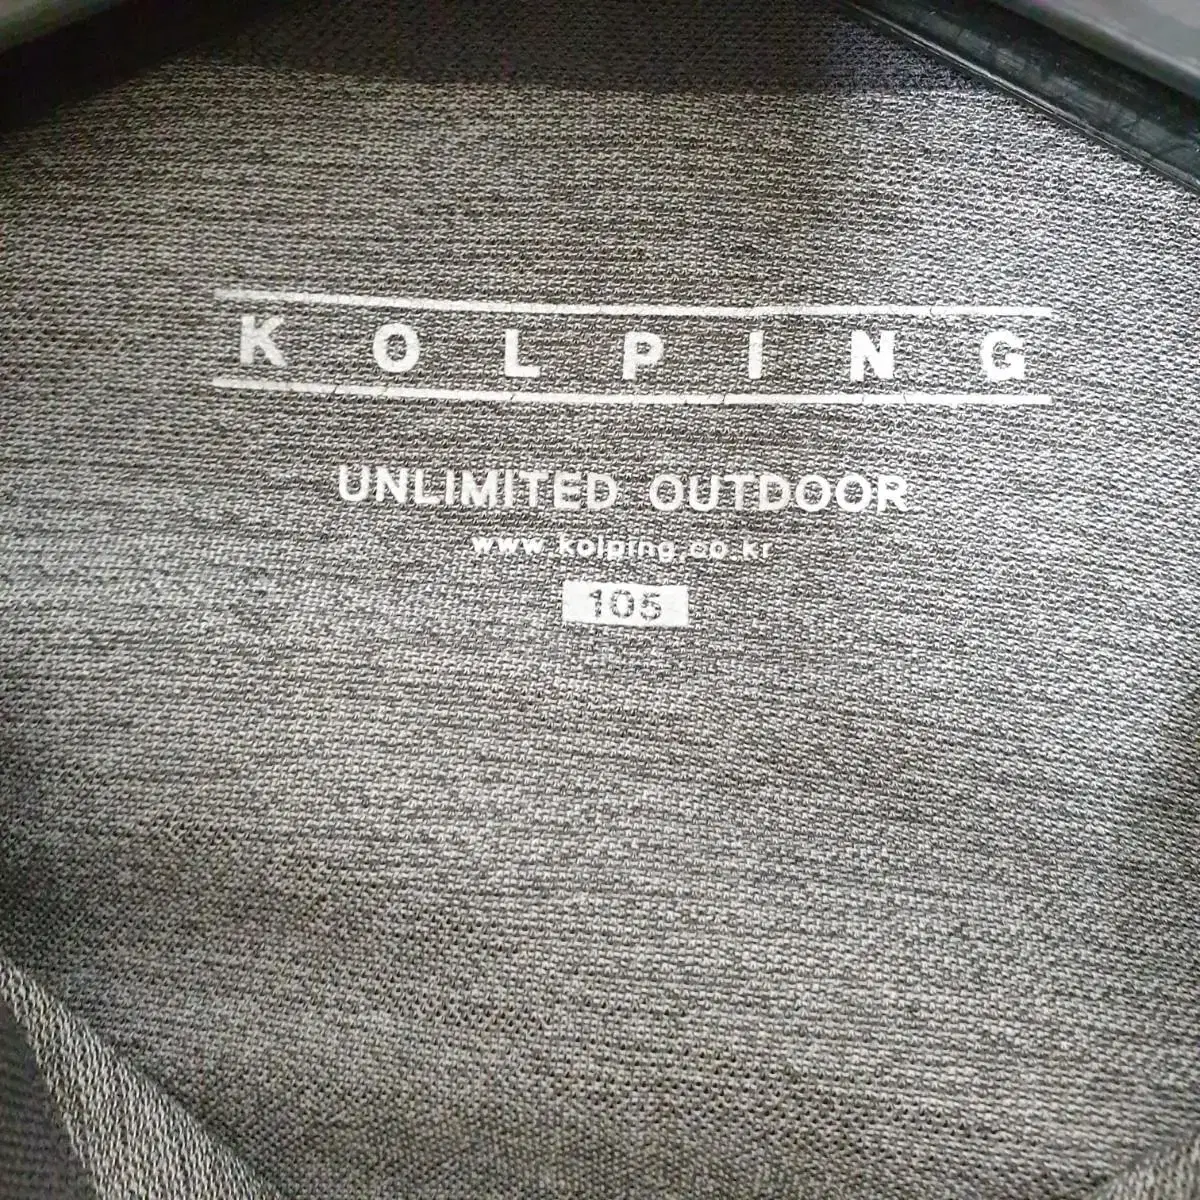 KOLPING
UNLIMITED OUTDOOR
www.kolping.co.kr
105